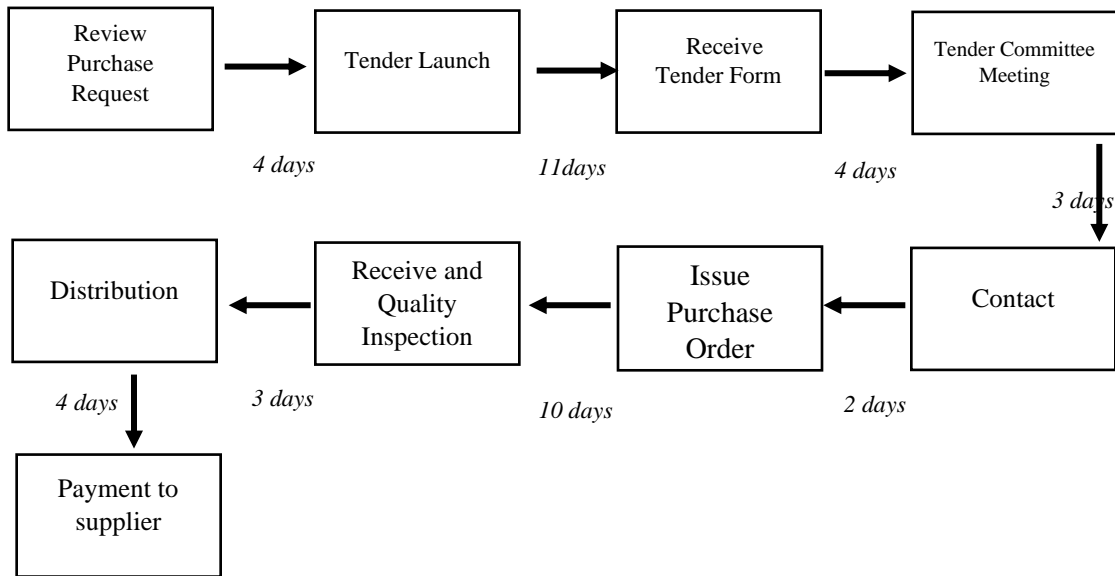 Review
Purchase
Request
Tender Launch
Receive
Tender Form
Tender Committee
Meeting
4 days
11days
4 days
3 days
Distribution
Receive and
Quality
Inspection
Issue
Purchase
Order
Contact
4 days
3 days
10 days
2 days
Payment to
supplier